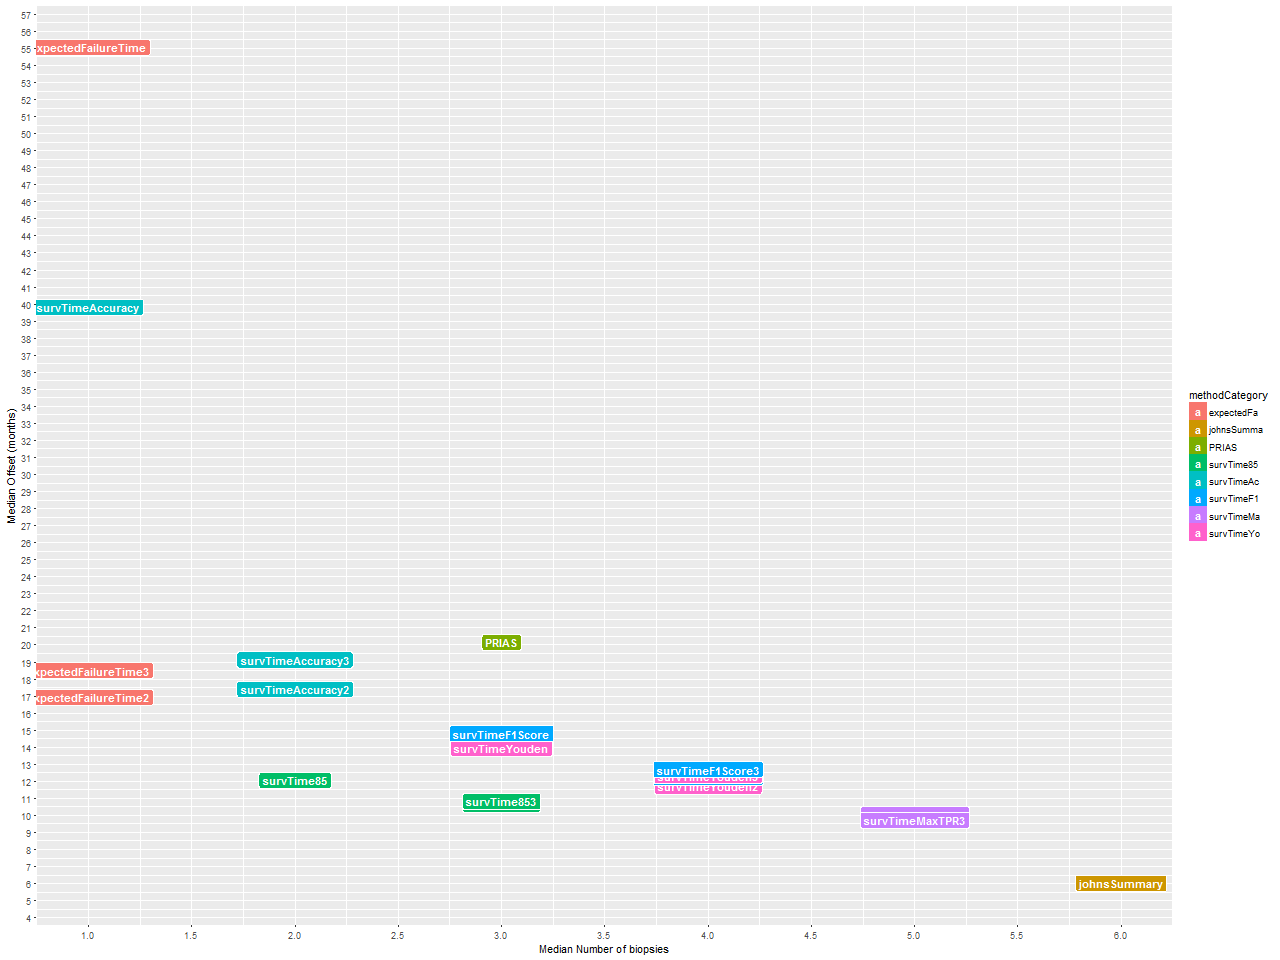 57
56
55
54
53
52
51
50
49
48
47
46
45
44
43
42
41
40
39
38
37
36
35
34
33
32
31
30
29
28
27
26
25
24
23
22
21
20
19
18
17
16
15
14
13
12
11
10
9
8
7
6
5
4
Median Offset (months)
xpectedFailureTime
survTimeAccuracy
PRIAS
survTimeAccuracy3
xpectedFailureTime3
survTimeAccuracy2
xpectedFailureTime2
survTimeF1Score
survTimeYouden
survTimeF1Score3
survTimeYouden3
survTime85
survTimeYouden2
survTime853
survTimeMaxTPR3
johnsSummary
1.0 1.5 2.0 2.5 3.0 3.5 4.0 4.5 5.0 5.5 6.0
Median Number of biopsies
methodCategory
a expectedFa
a johnsSumma
a PRIAS
a survTime85
a survTimeAc
a survTimeF1
a survTimeMa
a survTimeYo